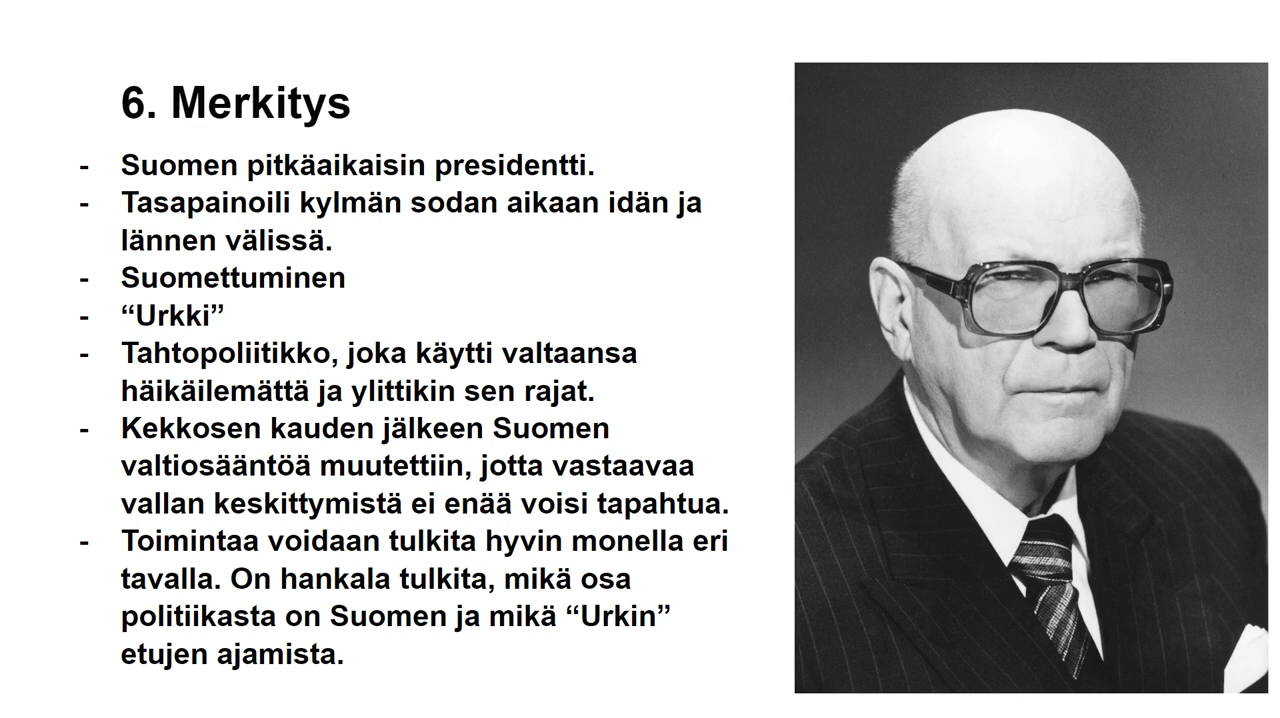 6. Merkitys
- Suomen pitkäaikaisin presidentti.
- Tasapainoili kylmän sodan aikaan idän ja
lännen välissä.
- Suomettuminen
- “Urkki”
- Tahtopoliitikko, joka käytti valtaansa
häikäilemättä ja ylittikin sen rajat.
- Kekkosen kauden jälkeen Suomen
valtiosääntöä muutettiin, jotta vastaavaa
vallan keskittymistä ei enää voisi tapahtua.
- Toimintaa voidaan tulkita hyvin monella eri
tavalla. On hankala tulkita, mikä osa
politiikasta on Suomen ja mikä “Urkin”
etujen ajamista.